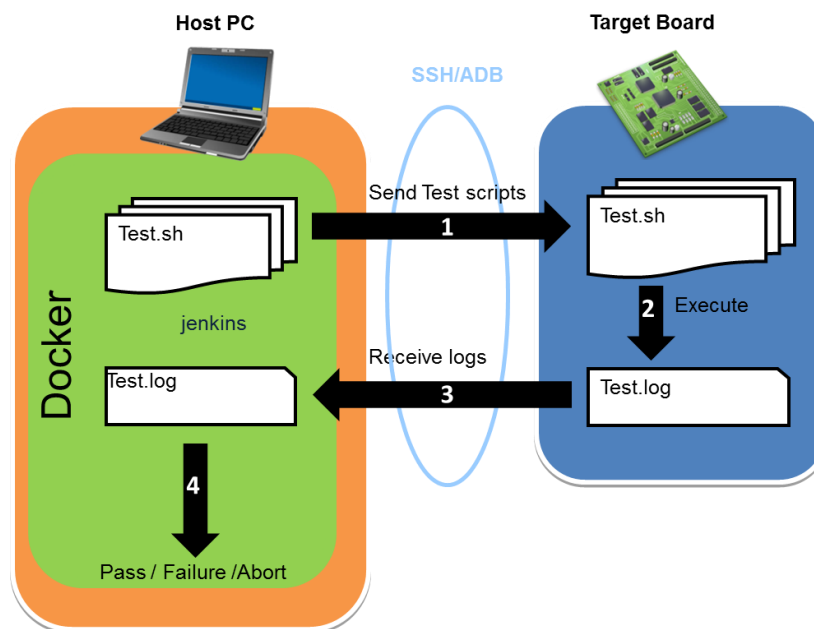 Host PC
Target Board
SSH/ADB
Send Test scripts
Test.sh
1
Test.sh
2
Execute
jenkins
Docker
Receive logs
Test.log
3
Test.log
4
Pass / Failure /Abort